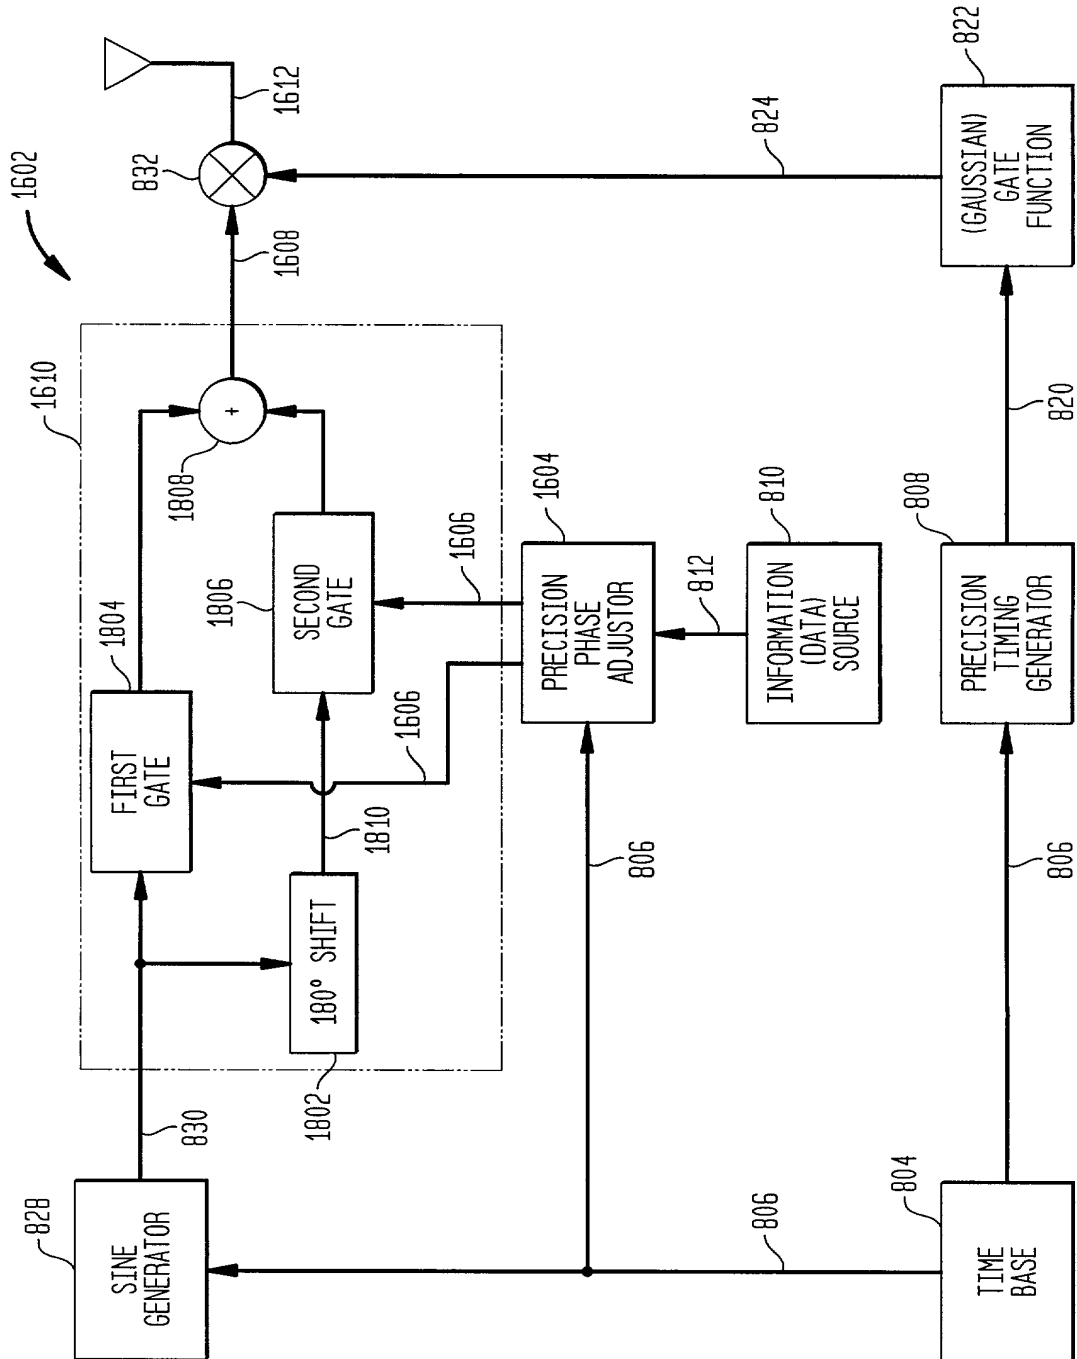 1602
828
SINE
GENERATOR
830
1610
1804
FIRST
GATE
1808
+
1608
832
1612
1802
180° SHIFT
1810
1806
SECOND
GATE
1606
1606
1604
PRECISION
PHASE
ADJUSTOR
806
812
810
INFORMATION
(DATA)
SOURCE
824
806
804
TIME
BASE
806
808
PRECISION
TIMING
GENERATOR
820
822
(GAUSSIAN)
GATE
FUNCTION